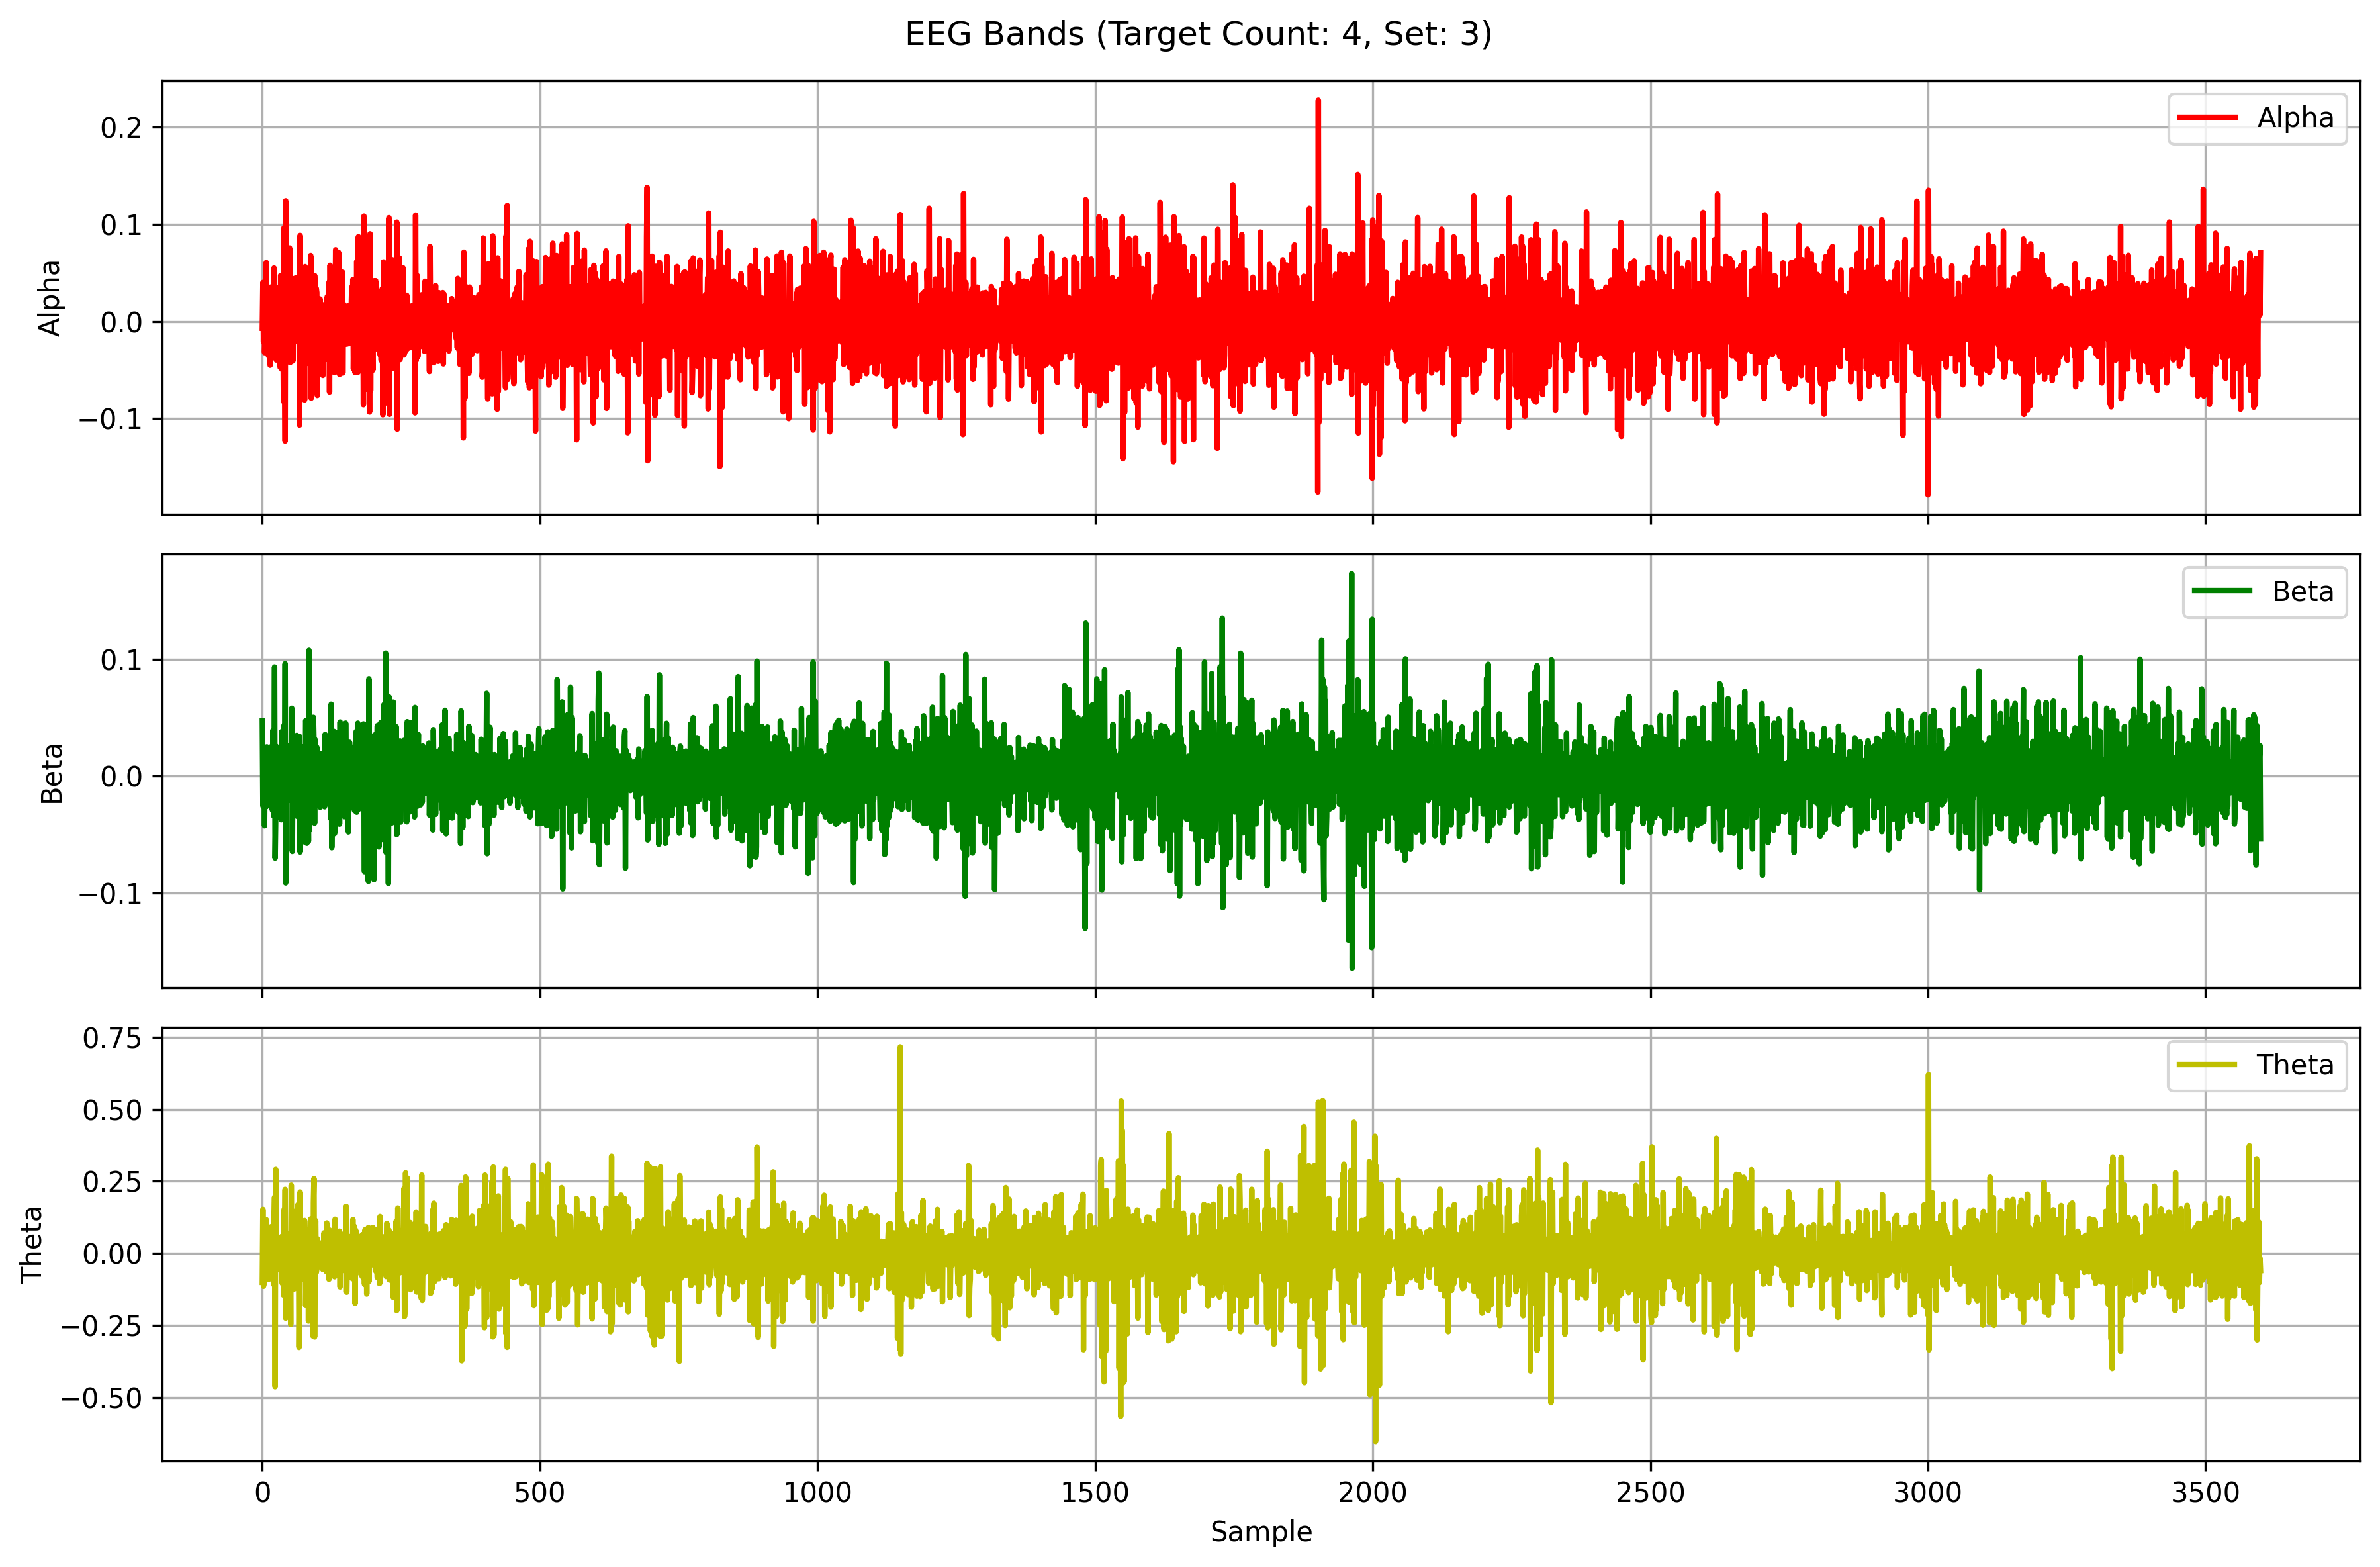 EEG Bands (Target Count: 4, Set: 3)
Alpha
0.2
0.1
0.0
−0.1
Alpha
Beta
0.1
0.0
−0.1
Beta
Theta
0.75
0.50
0.25
0.00
−0.25
−0.50
Theta
0 500 1000 1500 2000 2500 3000 3500
Sample